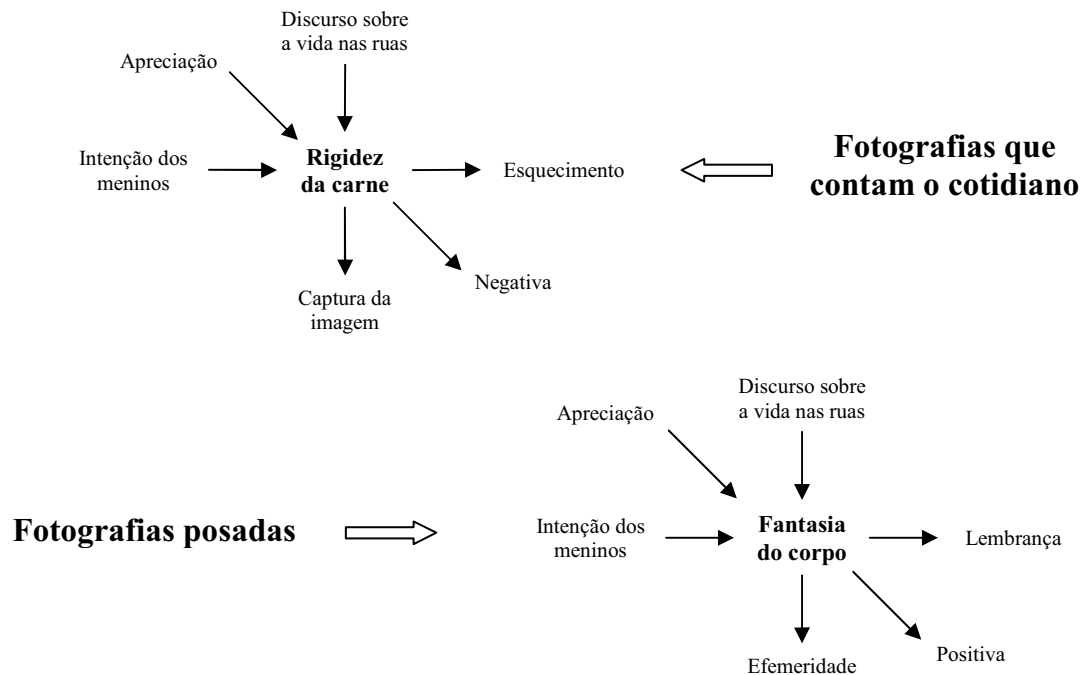 Discurso sobre
a vida nas ruas
Apreciação
Intenção dos
meninos
Rigidez
da carne
Esquecimento
Fotografias que
contam o cotidiano
Negativa
Captura da
imagem
Discurso sobre
a vida nas ruas
Apreciação
Fotografias posadas
Intenção dos
meninos
Fantasia
do corpo
Lembrança
Positiva
Efemeridade